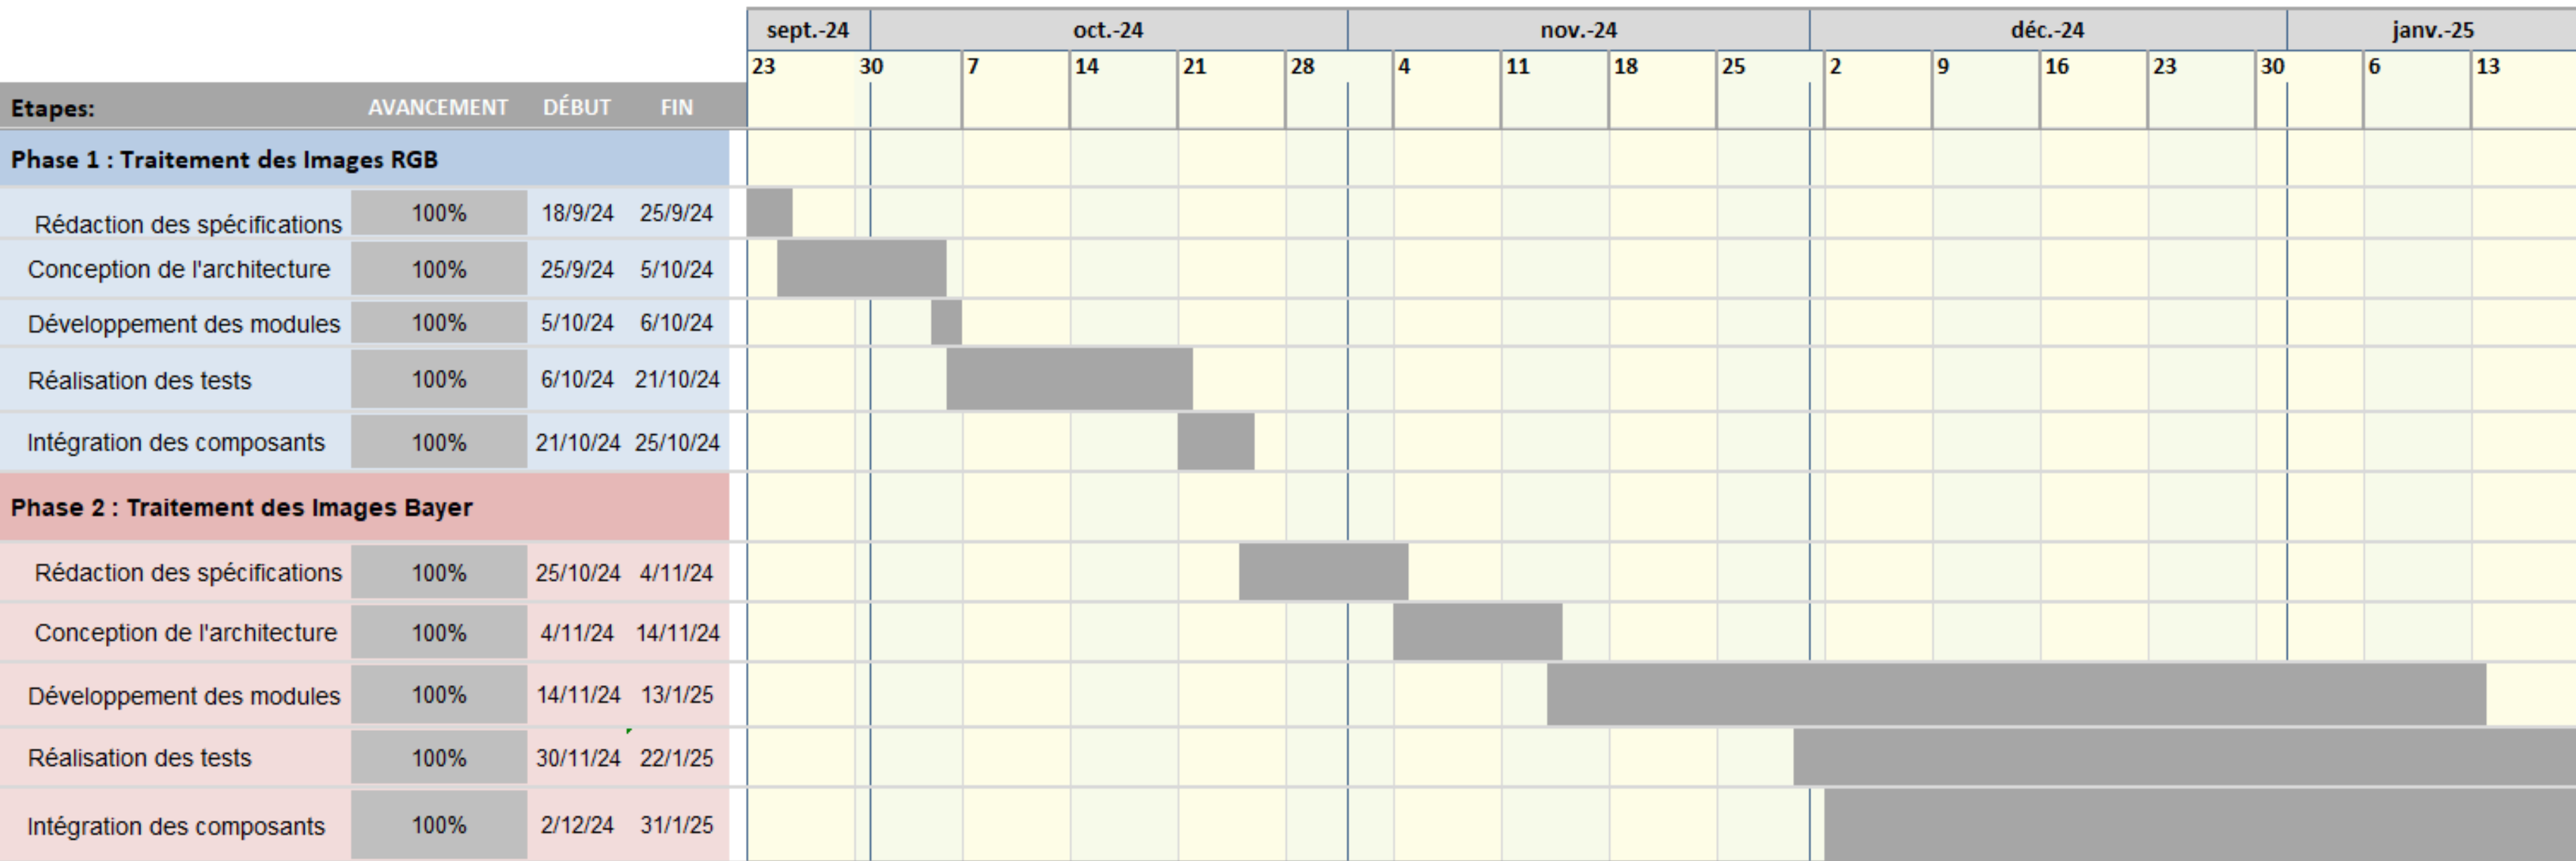 sept.-24 oct.-24 nov.-24 déc.-24 janv.-25
23 30 7 14 21 28 4 11 18 25 2 9 16 23 30 6 13
Etapes: AVANCEMENT DÉBUT FIN
Phase 1 : Traitement des Images RGB
Rédaction des spécifications 100% 18/9/24 25/9/24
Conception de l'architecture 100% 25/9/24 5/10/24
Développement des modules 100% 5/10/24 6/10/24
Réalisation des tests 100% 6/10/24 21/10/24
Intégration des composants 100% 21/10/24 25/10/24
Phase 2 : Traitement des Images Bayer
Rédaction des spécifications 100% 25/10/24 4/11/24
Conception de l'architecture 100% 4/11/24 14/11/24
Développement des modules 100% 14/11/24 13/1/25
Réalisation des tests 100% 30/11/24 22/1/25
Intégration des composants 100% 2/12/24 31/1/25